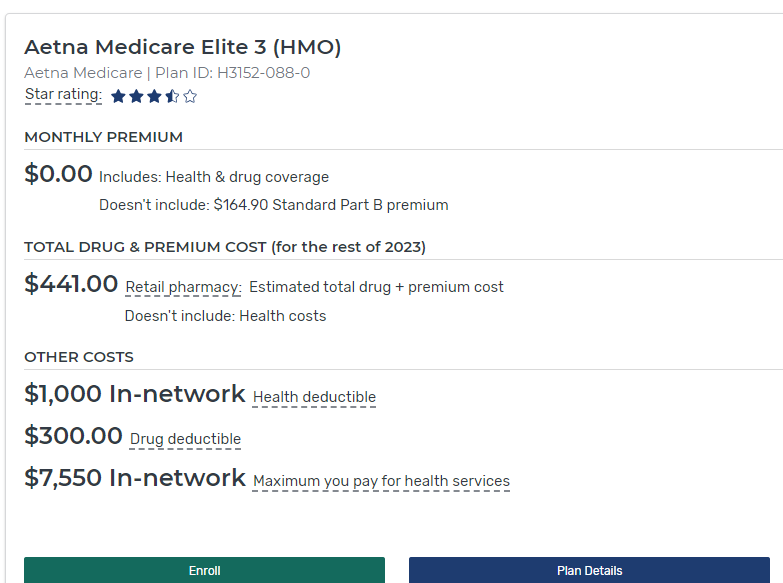 Aetna Medicare Elite 3 (HMO)
Aetna Medicare | Plan ID: H3152-088-0
Star rating:
MONTHLY PREMIUM
$0.00 Includes: Health & drug coverage
Doesn't include: $164.90 Standard Part B premium
TOTAL DRUG & PREMIUM COST (for the rest of 2023)
$441.00 Retail pharmacy: Estimated total drug + premium cost
Doesn't include: Health costs
OTHER COSTS
$1,000 In-network Health deductible
$300.00 Drug deductible
$7,550 In-network Maximum you pay for health services
Enroll Plan Details